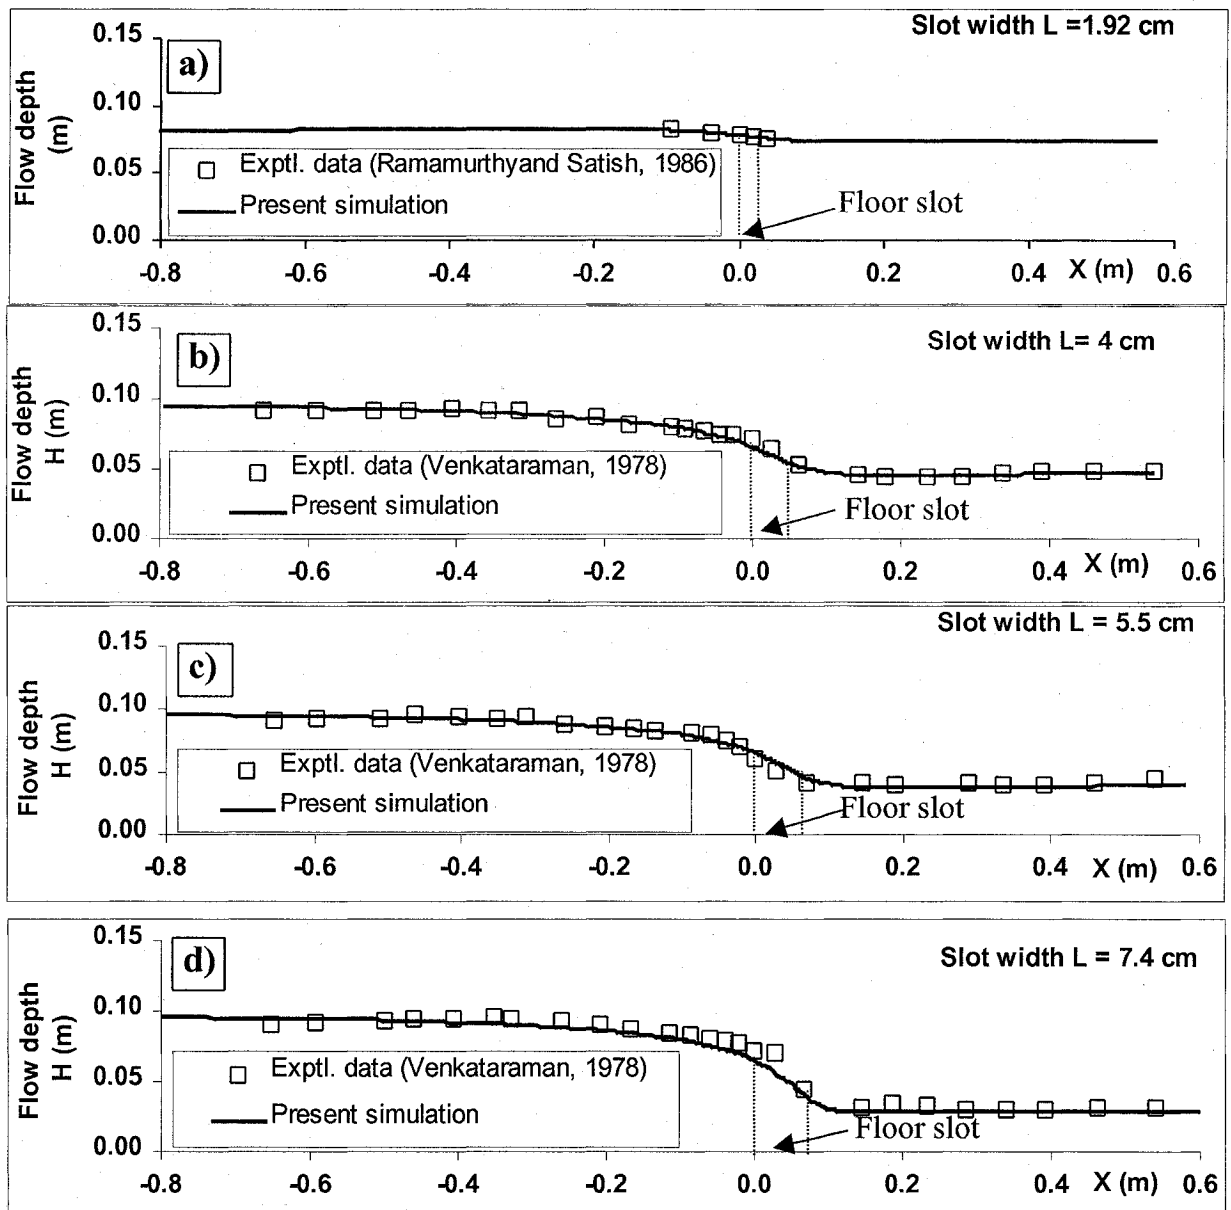 Slot width L =1.92 cm
a)
Flow depth
(m)
0.15
0.10
0.05
0.00
Exptl. data (Ramamurthyand Satish, 1986)
Present simulation
Floor slot
-0.8
-0.6
-0.4
-0.2
0.0
0.2
0.4
X (m)
0.6
Slot width L= 4 cm
b)
Flow depth
H (m)
0.15
0.10
0.05
0.00
Exptl. data (Venkataraman, 1978)
Present simulation
Floor slot
-0.8
-0.6
-0.4
-0.2
0.0
0.2
0.4
X (m)
0.6
Slot width L = 5.5 cm
c)
Flow depth
H (m)
0.15
0.10
0.05
0.00
Exptl. data (Venkataraman, 1978)
Present simulation
Floor slot
-0.8
-0.6
-0.4
-0.2
0.0
0.2
0.4
X (m)
0.6
Slot width L = 7.4 cm
d)
Flow depth
H (m)
0.15
0.10
0.05
0.00
Exptl. data (Venkataraman, 1978)
Present simulation
Floor slot
-0.8
-0.6
-0.4
-0.2
0.0
0.2
0.4
X (m)
0.6